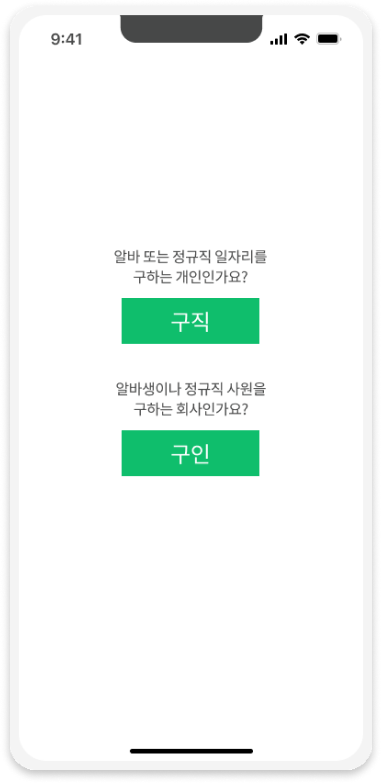 9:41
알바 또는 정규직 일자리를
구하는 개인인가요?
구직
알바생이나 정규직 사원을
구하는 회사인가요?
구인